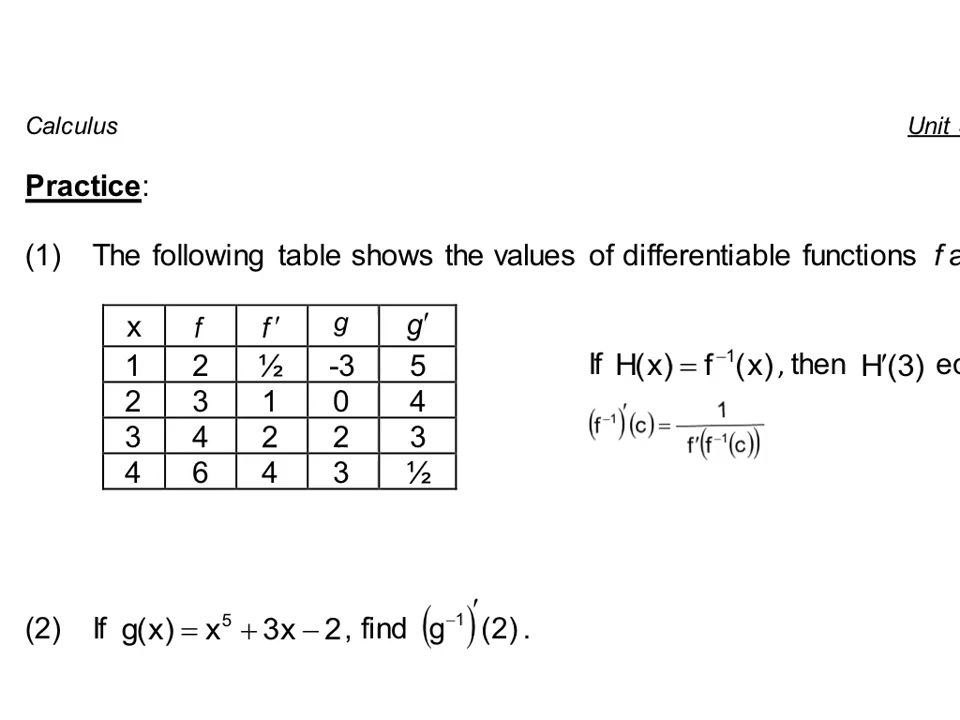 Calculus Unit
Practice:
(1) The following table shows the values of differentiable functions f
x f f′ g g′
1 2 ½ -3 5
2 3 1 0 4
3 4 2 2 3
4 6 4 3 ½
If H(x) = f⁻¹(x), then H′(3)
(f⁻¹)′(c) = 1 / f′(f⁻¹(c))
(2) If g(x) = x⁵ + 3x − 2, find (g⁻¹)′(2).